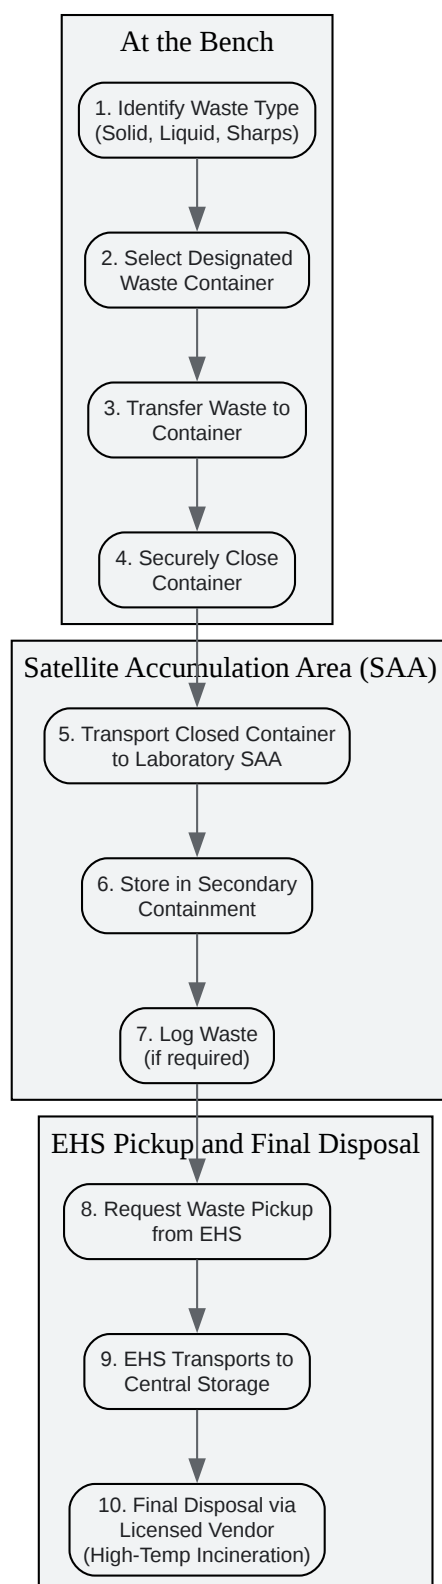 At the Bench
1. Identify Waste Type
(Solid, Liquid, Sharps)
2. Select Designated
Waste Container
3. Transfer Waste to
Container
4. Securely Close
Container
Satellite Accumulation Area (SAA)
5. Transport Closed Container
to Laboratory SAA
6. Store in Secondary
Containment
7. Log Waste
(if required)
EHS Pickup and Final Disposal
8. Request Waste Pickup
from EHS
9. EHS Transports to
Central Storage
10. Final Disposal via
Licensed Vendor
(High-Temp Incineration)